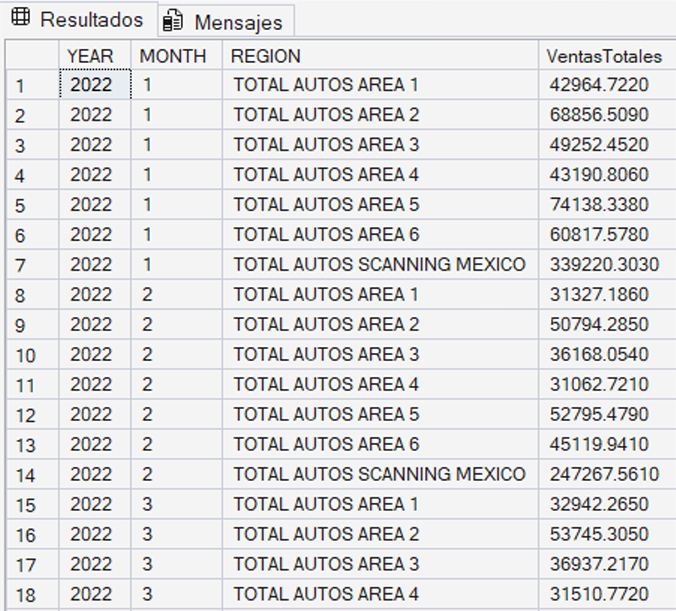 Resultados Mensajes
YEAR MONTH REGION VentasTotales
1 2022 1 TOTAL AUTOS AREA 1 42964.7220
2 2022 1 TOTAL AUTOS AREA 2 68856.5090
3 2022 1 TOTAL AUTOS AREA 3 49252.4520
4 2022 1 TOTAL AUTOS AREA 4 43190.8060
5 2022 1 TOTAL AUTOS AREA 5 74138.3380
6 2022 1 TOTAL AUTOS AREA 6 60817.5780
7 2022 1 TOTAL AUTOS SCANNING MEXICO 339220.3030
8 2022 2 TOTAL AUTOS AREA 1 31327.1860
9 2022 2 TOTAL AUTOS AREA 2 50794.2850
10 2022 2 TOTAL AUTOS AREA 3 36168.0540
11 2022 2 TOTAL AUTOS AREA 4 31062.7210
12 2022 2 TOTAL AUTOS AREA 5 52795.4790
13 2022 2 TOTAL AUTOS AREA 6 45119.9410
14 2022 2 TOTAL AUTOS SCANNING MEXICO 247267.5610
15 2022 3 TOTAL AUTOS AREA 1 32942.2650
16 2022 3 TOTAL AUTOS AREA 2 53745.3050
17 2022 3 TOTAL AUTOS AREA 3 36937.2170
18 2022 3 TOTAL AUTOS AREA 4 31510.7720